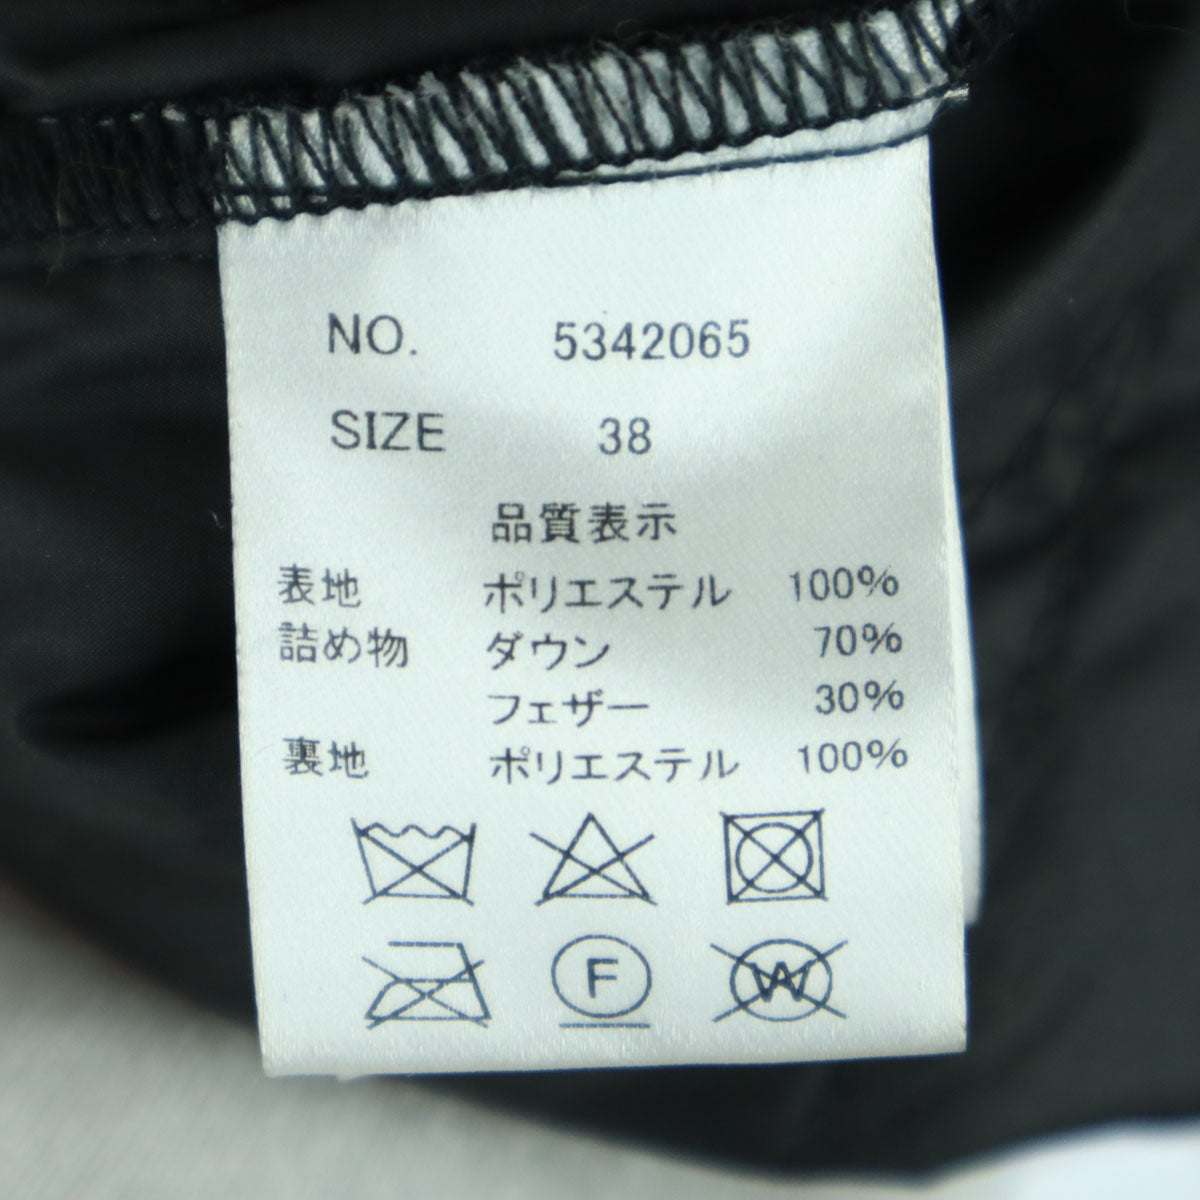 NO. 5342065
SIZE 38
品質表示
表地 ポリエステル 100%
詰め物 ダウン 70%
フェザー 30%
裏地 ポリエステル 100%
F W